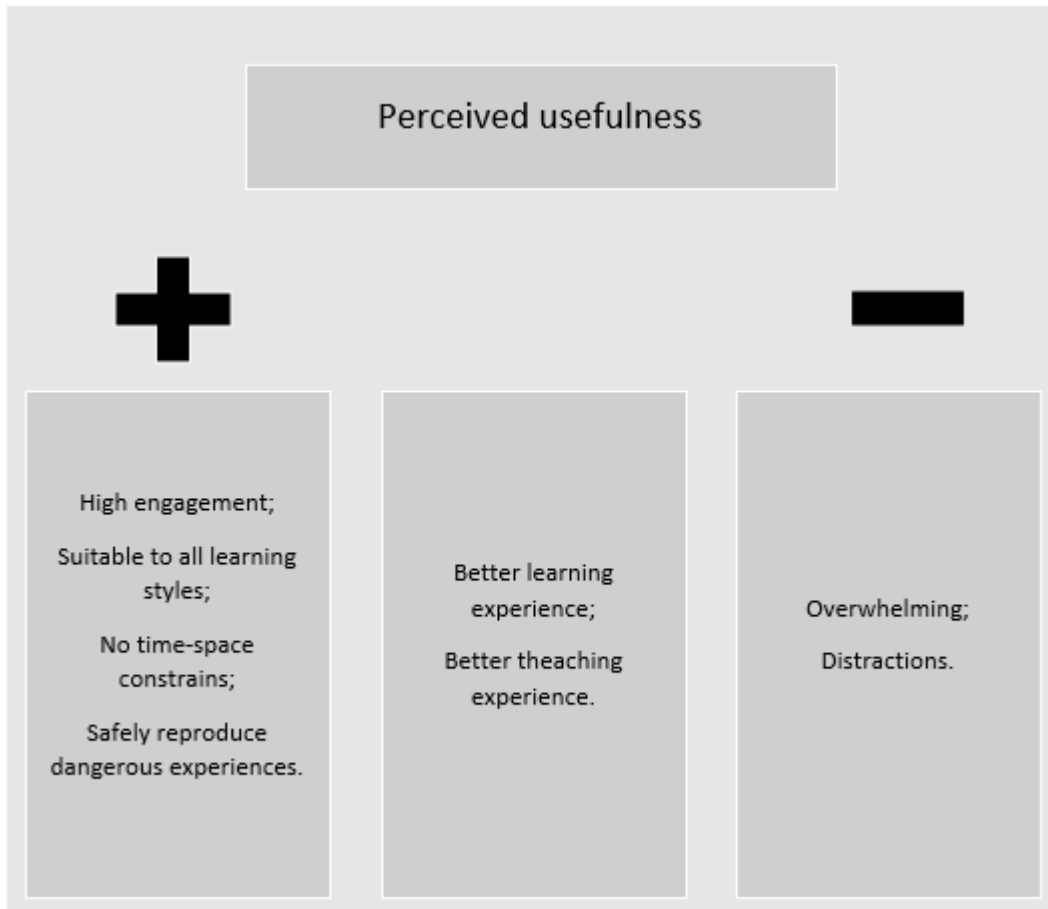 Perceived usefulness
High engagement;
Suitable to all learning
styles;
No time-space
constrains;
Safely reproduce
dangerous experiences.
Better learning
experience;
Better theaching
experience.
Overwhelming;
Distractions.